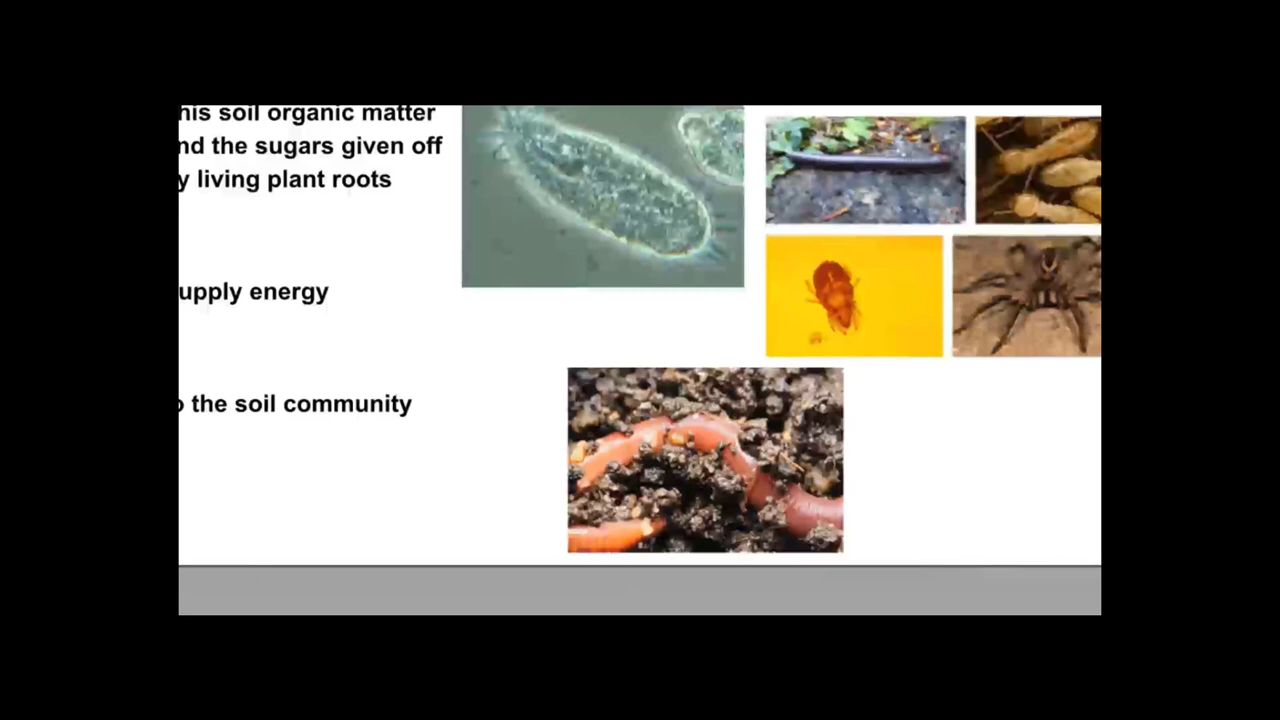 his soil organic matter
nd the sugars given off
y living plant roots
upply energy
o the soil community